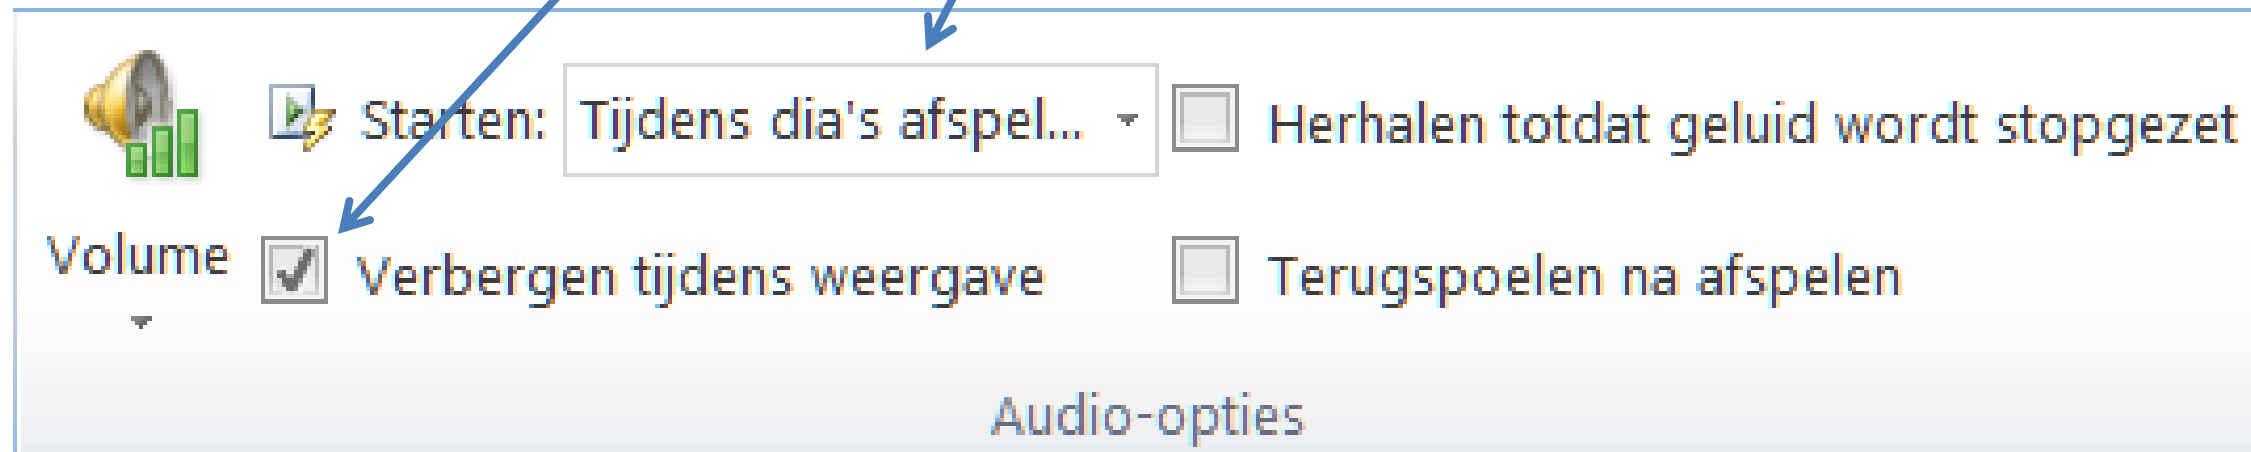 Starten: Tijdens dia's afspel... Herhalen totdat geluid wordt stopgezet
Volume Verbergen tijdens weergave Terugspoelen na afspelen
Audio-opties